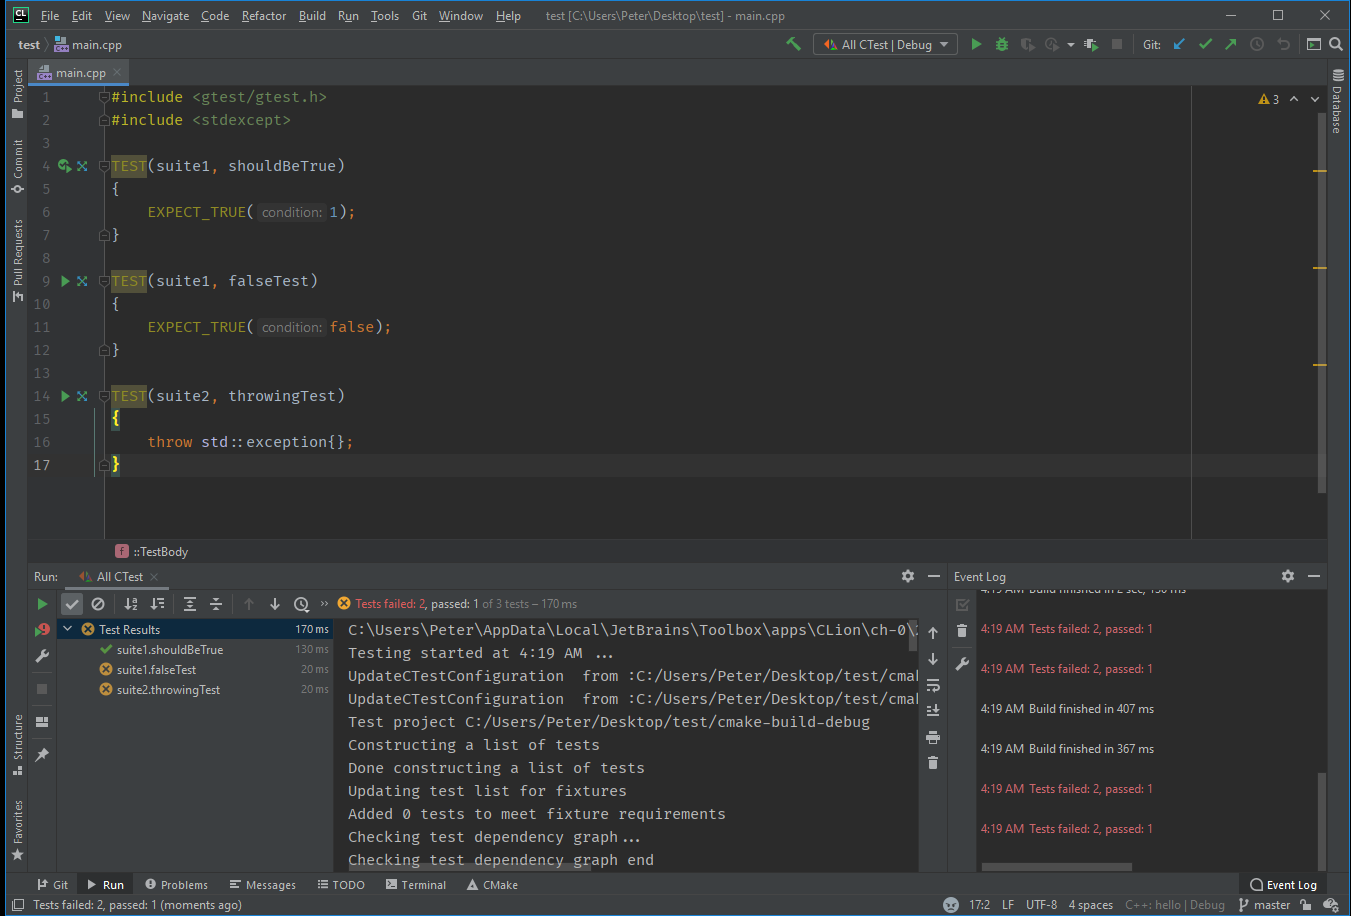 CL File Edit View Navigate Code Refactor Build Run Tools Git Window Help test [C:\Users\Peter\Desktop\test] - main.cpp
test main.cpp All CTest | Debug Git:
main.cpp
Project
Commit
Pull Requests
Structure
Favorites
Database
3
1 #include <gtest/gtest.h>
2 #include <stdexcept>
3
4 TEST(suite1, shouldBeTrue)
5 {
6 EXPECT_TRUE( condition: 1);
7 }
8
9 TEST(suite1, falseTest)
10 {
11 EXPECT_TRUE( condition: false);
12 }
13
14 TEST(suite2, throwingTest)
15 {
16 throw std::exception{};
17 }
f ::TestBody
Run: All CTest
Tests failed: 2, passed: 1 of 3 tests – 170 ms
Test Results 170 ms
suite1.shouldBeTrue 130 ms
suite1.falseTest 20 ms
suite2.throwingTest 20 ms
C:\Users\Peter\AppData\Local\JetBrains\Toolbox\apps\CLion\ch-0\
Testing started at 4:19 AM ...
UpdateCTestConfiguration from :C:/Users/Peter/Desktop/test/cmak
UpdateCTestConfiguration from :C:/Users/Peter/Desktop/test/cmak
Test project C:/Users/Peter/Desktop/test/cmake-build-debug
Constructing a list of tests
Done constructing a list of tests
Updating test list for fixtures
Added 0 tests to meet fixture requirements
Checking test dependency graph...
Checking test dependency graph end
Event Log
4:19 AM Build finished in 2 sec, 150 ms
4:19 AM Tests failed: 2, passed: 1
4:19 AM Tests failed: 2, passed: 1
4:19 AM Build finished in 407 ms
4:19 AM Build finished in 367 ms
4:19 AM Tests failed: 2, passed: 1
4:19 AM Tests failed: 2, passed: 1
Git Run Problems Messages TODO Terminal CMake Event Log
Tests failed: 2, passed: 1 (moments ago) 17:2 LF UTF-8 4 spaces C++: hello | Debug master